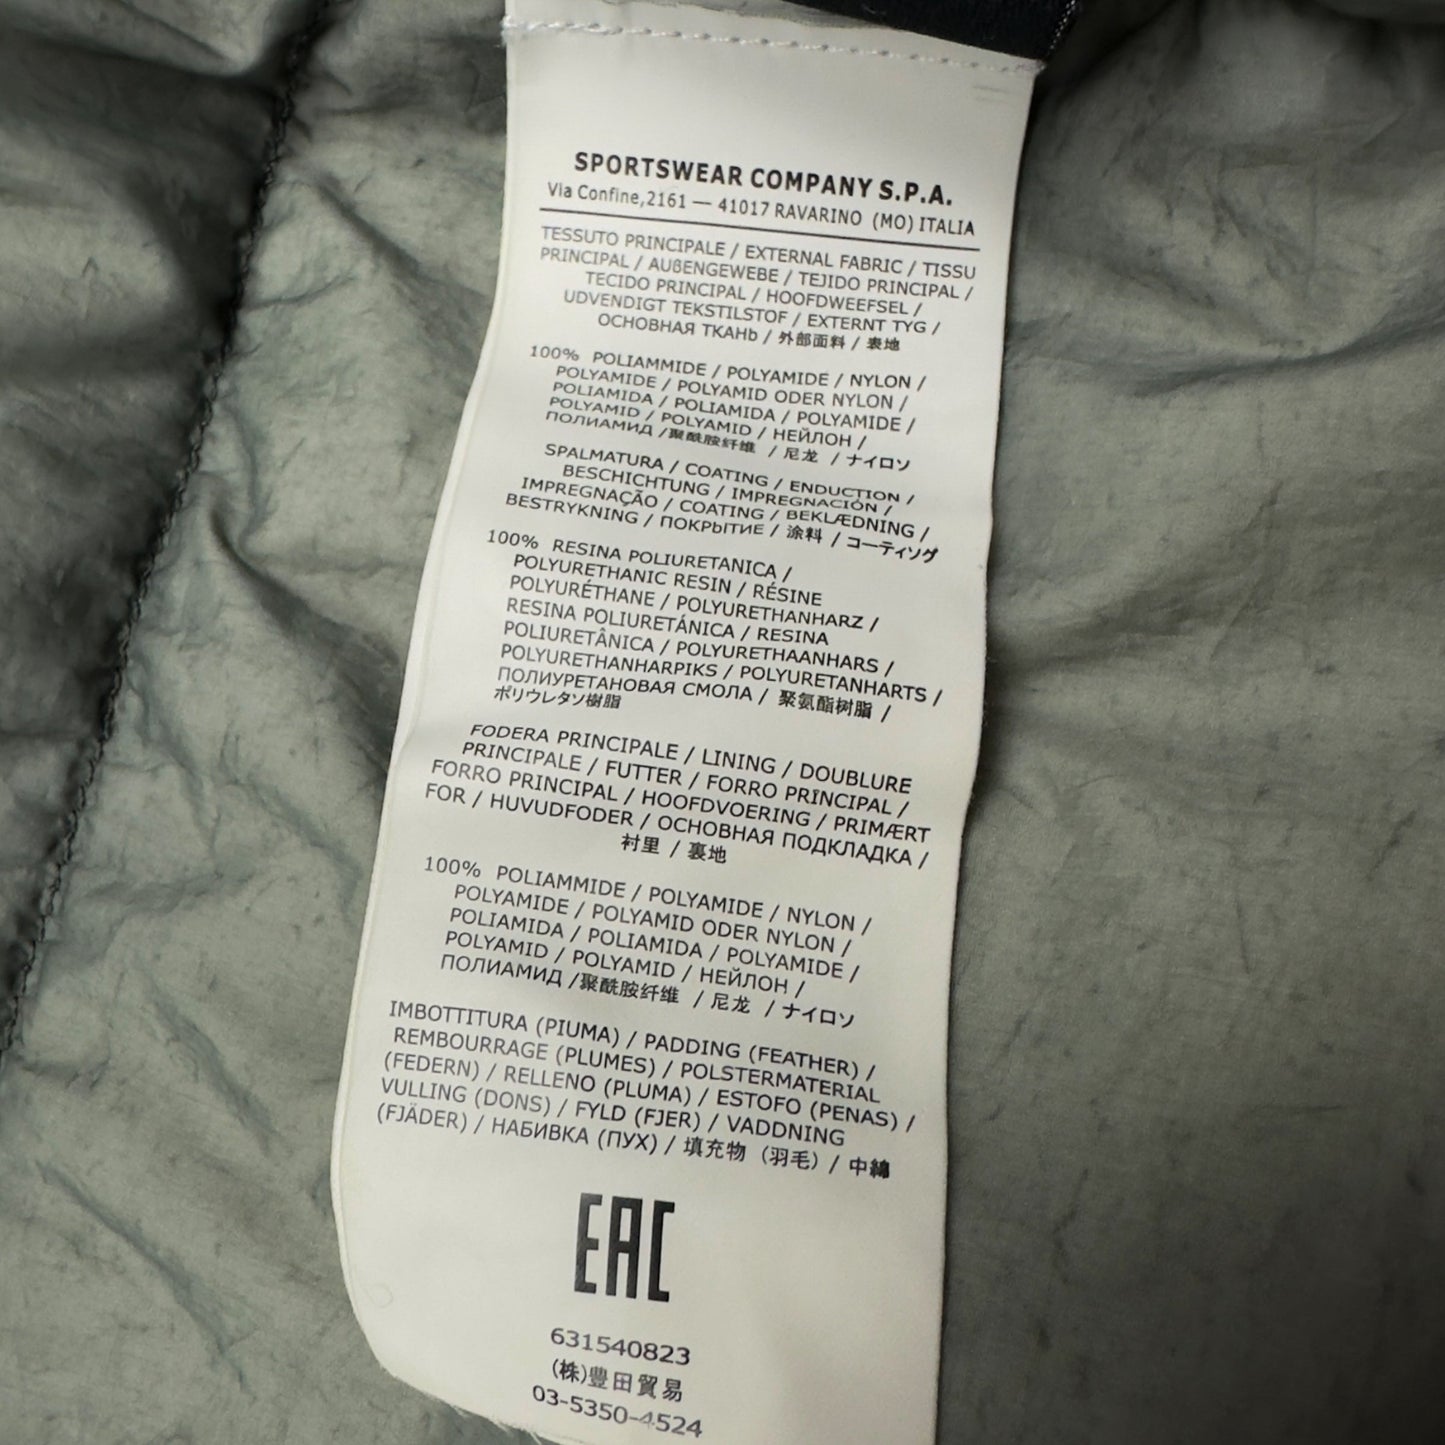 SPORTSWEAR COMPANY S.P.A.
Via Confine,2161 — 41017 RAVARINO (MO) ITALIA
TESSUTO PRINCIPALE / EXTERNAL FABRIC / TISSU
PRINCIPAL / AUßENGEWEBE / TEJIDO PRINCIPAL /
TECIDO PRINCIPAL / HOOFDWEEFSEL /
UDVENDIGT TEKSTILSTOF / EXTERNT TYG /
ОСНОВНАЯ ТКАНЬ / 外部面料 / 表地
100% POLIAMMIDE / POLYAMIDE / NYLON /
POLYAMIDE / POLYAMID ODER NYLON /
POLIAMIDA / POLIAMIDA / POLYAMIDE /
POLYAMID / POLYAMID / НЕЙЛОН /
ПОЛИАМИД /聚酰胺纤维 / 尼龙 / ナイロソ
SPALMATURA / COATING / ENDUCTION /
BESCHICHTUNG / IMPREGNACIÓN /
IMPREGNAÇÃO / COATING / BEKLÆDNING /
BESTRYKNING / ПОКРЫТИЕ / 涂料 / コーティソグ
100% RESINA POLIURETANICA /
POLYURETHANIC RESIN / RÉSINE
POLYURÉTHANE / POLYURETHANHARZ /
RESINA POLIURETÁNICA / RESINA
POLIURETÂNICA / POLYURETHAANHARS /
POLYURETHANHARPIKS / POLYURETANHARTS /
ПОЛИУРЕТАНОВАЯ СМОЛА / 聚氨酯树脂 /
ポリウレタソ樹脂
FODERA PRINCIPALE / LINING / DOUBLURE
PRINCIPALE / FUTTER / FORRO PRINCIPAL /
FORRO PRINCIPAL / HOOFDVOERING / PRIMÆRT
FOR / HUVUDFODER / ОСНОВНАЯ ПОДКЛАДКА /
衬里 / 裏地
100% POLIAMMIDE / POLYAMIDE / NYLON /
POLYAMIDE / POLYAMID ODER NYLON /
POLIAMIDA / POLIAMIDA / POLYAMIDE /
POLYAMID / POLYAMID / НЕЙЛОН /
ПОЛИАМИД /聚酰胺纤维 / 尼龙 / ナイロソ
IMBOTTITURA (PIUMA) / PADDING (FEATHER) /
REMBOURRAGE (PLUMES) / POLSTERMATERIAL
(FEDERN) / RELLENO (PLUMA) / ESTOFO (PENAS) /
VULLING (DONS) / FYLD (FJER) / VADDNING
(FJÄDER) / НАБИВКА (ПУХ) / 填充物 (羽毛) / 中綿
EAC
631540823
(株)豊田貿易
03-5350-4524